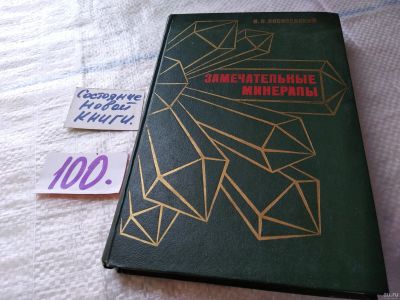 ЗАМЕЧАТЕЛЬНЫЕ
МИНЕРАЛЫ
Состояние
новой
книги.
100.